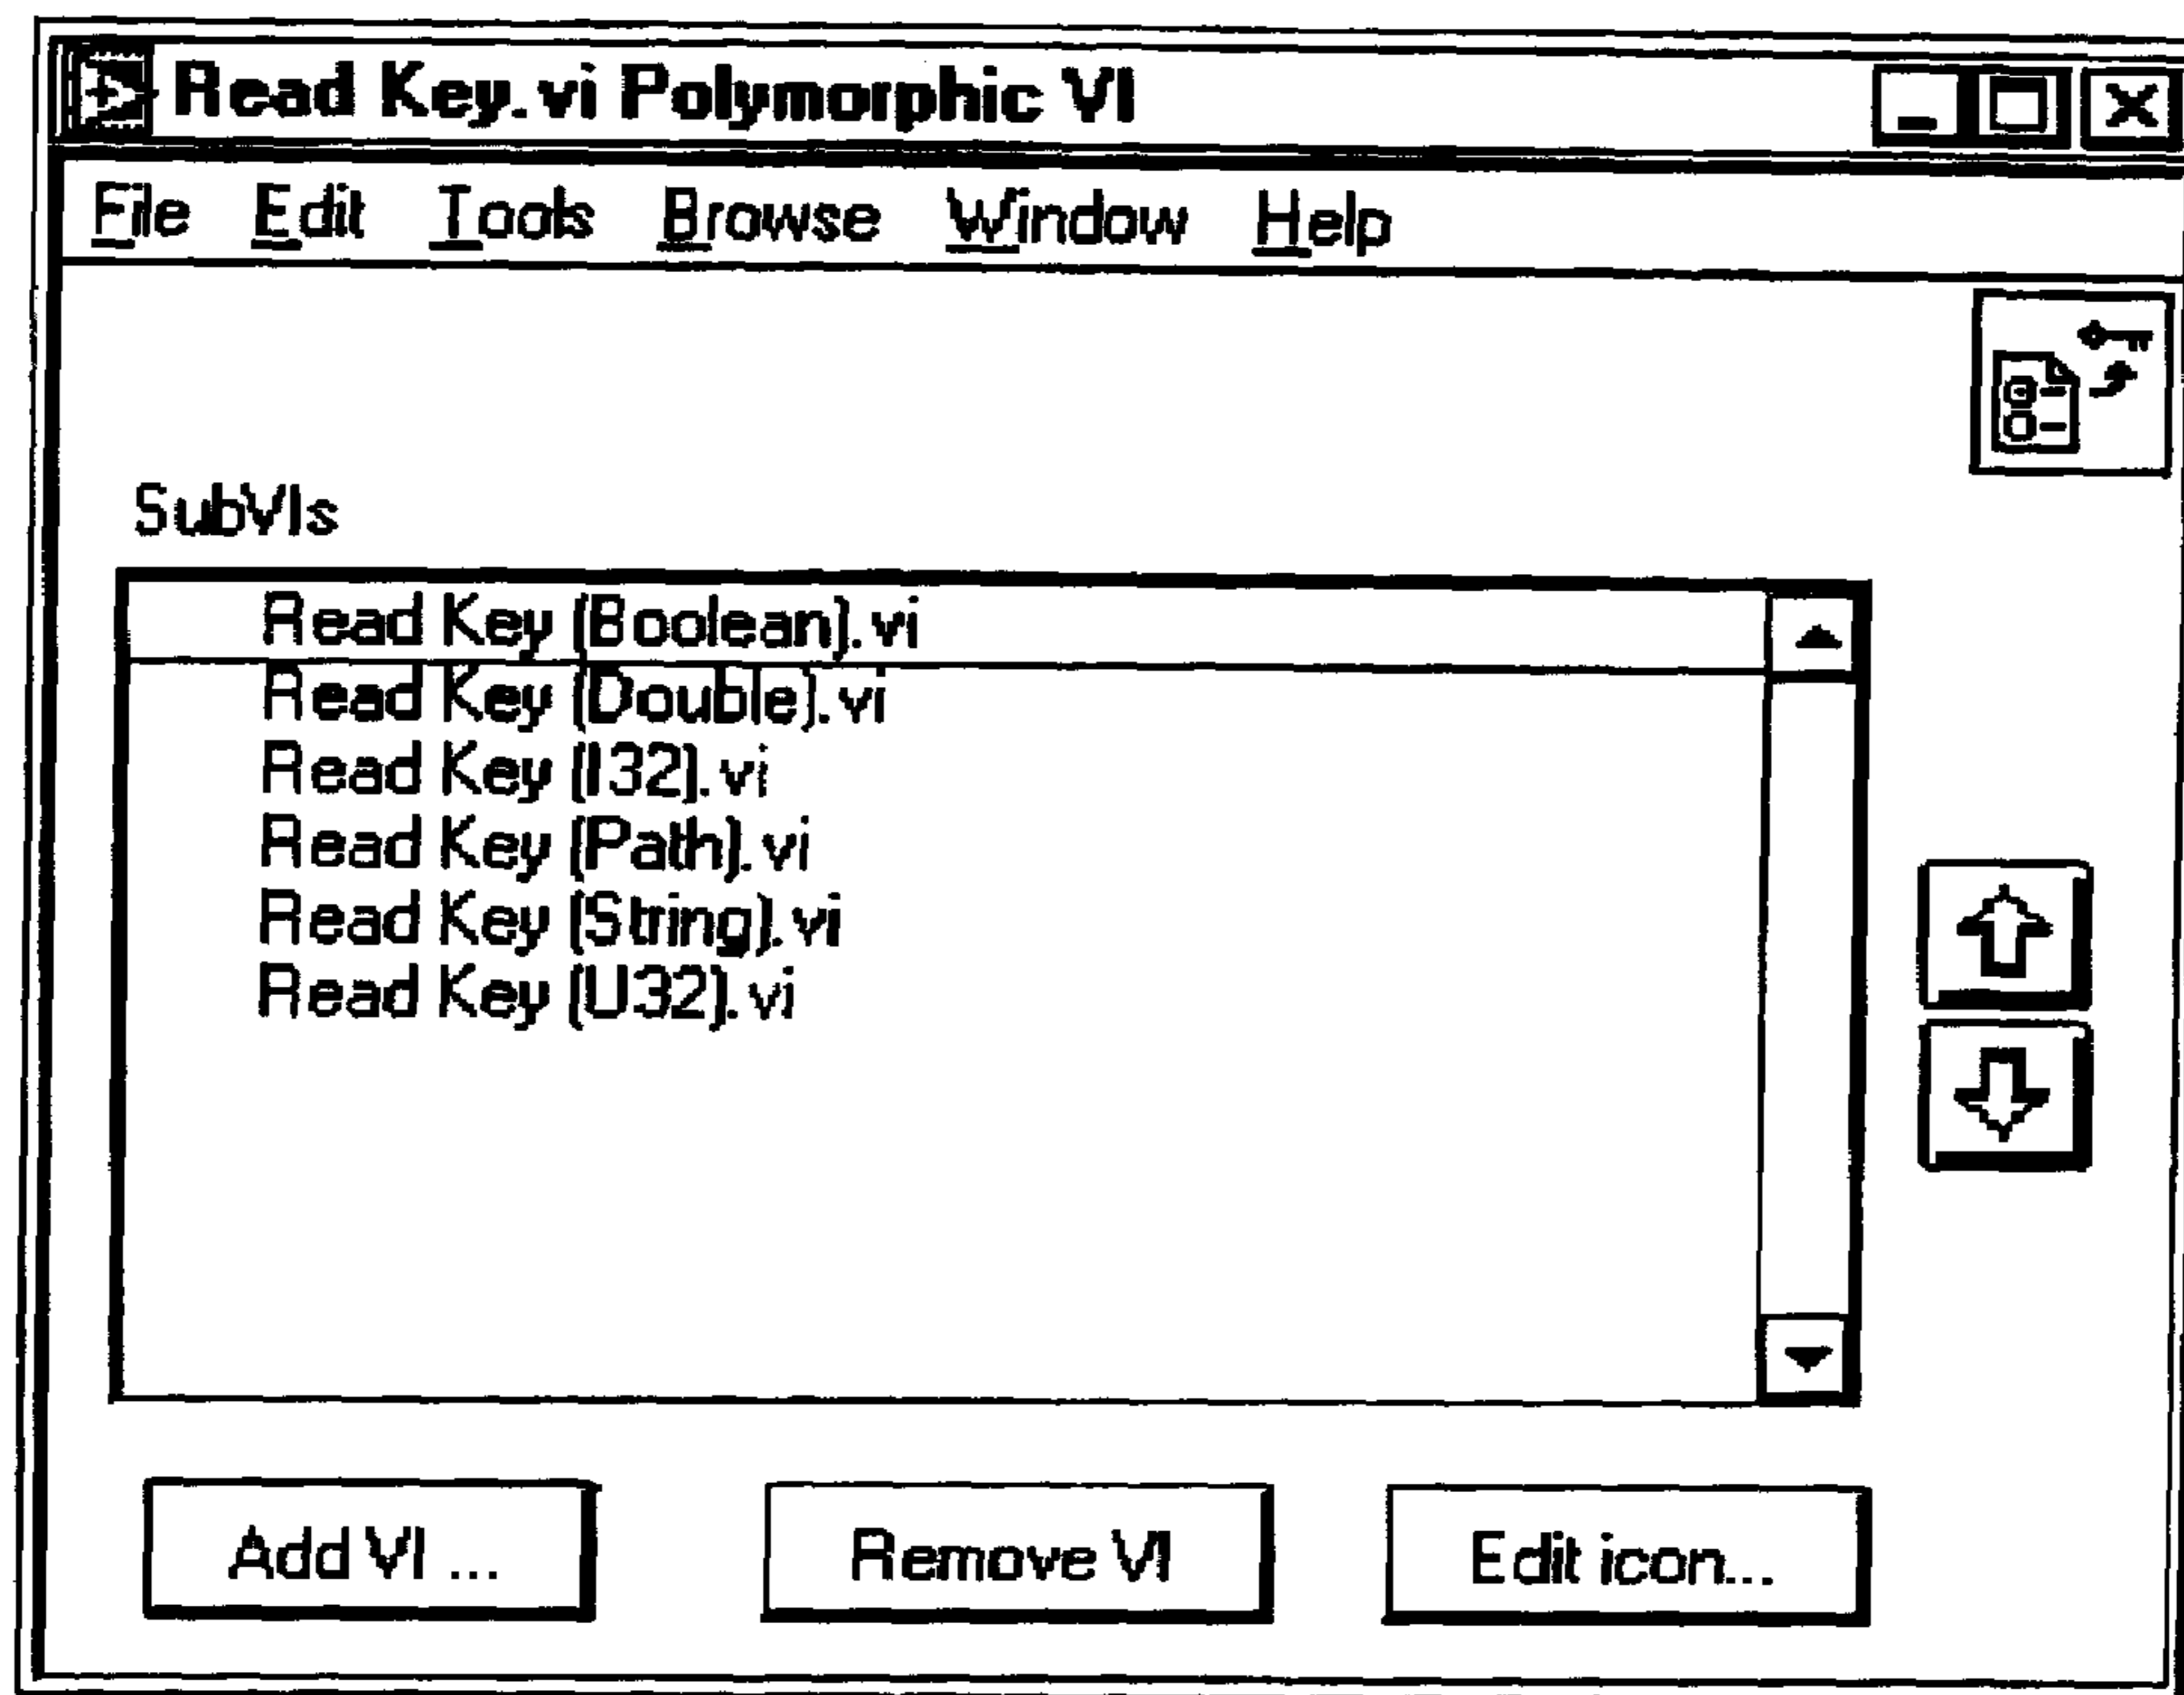 Read Key.vi Polymorphic VI
File Edit Tools Browse Window Help
SubVIs
Read Key (Boolean).vi
Read Key (Double).vi
Read Key (I32).vi
Read Key (Path).vi
Read Key (String).vi
Read Key (U32).vi
Add VI ... Remove VI Edit icon...